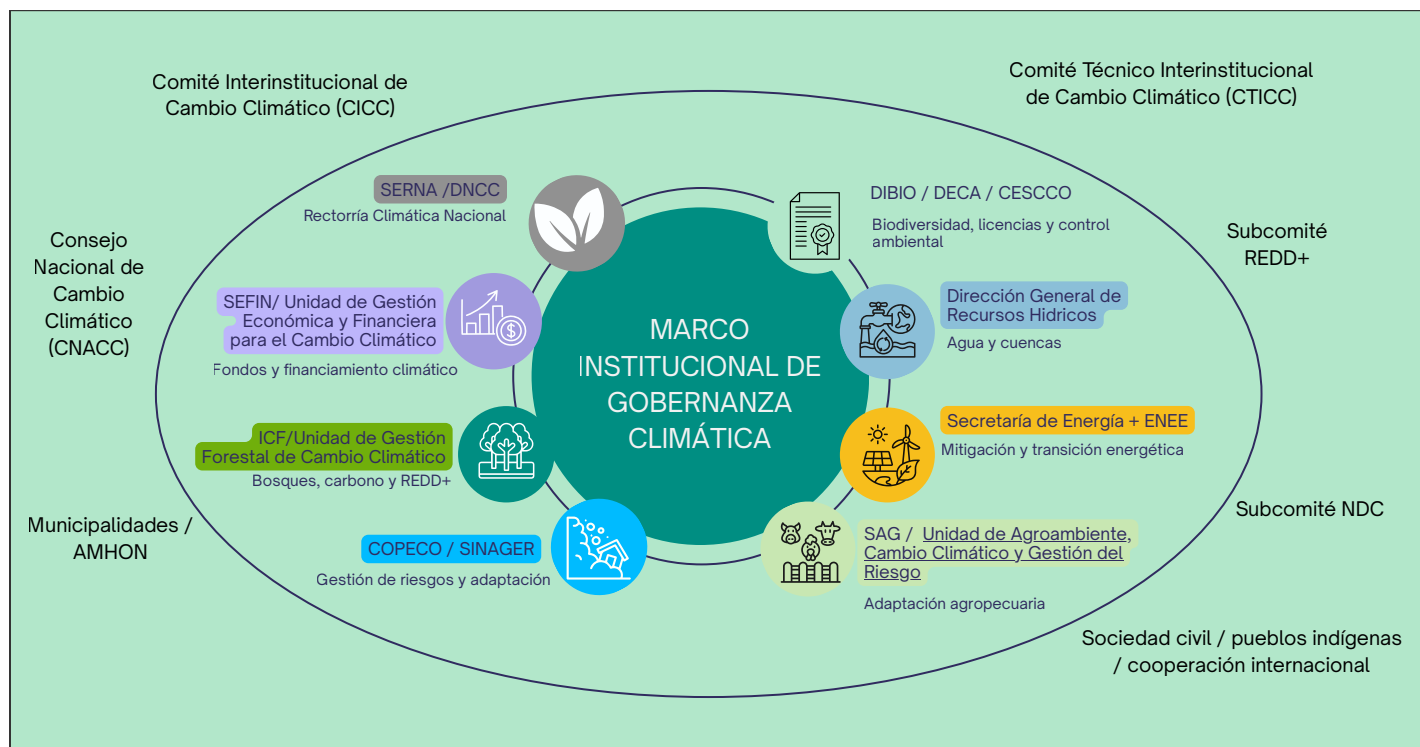 Comité Interinstitucional de
Cambio Climático (CICC)
Comité Técnico Interinstitucional
de Cambio Climático (CTICC)
SERNA /DNCC
Rectorría Climática Nacional
DIBIO / DECA / CESCCO
Biodiversidad, licencias y control
ambiental
Consejo
Nacional de
Cambio
Climático
(CNACC)
Subcomité
REDD+
SEFIN/ Unidad de Gestión
Económica y Financiera
para el Cambio Climático
Fondos y financiamiento climático
Dirección General de
Recursos Hidricos
Agua y cuencas
MARCO
INSTITUCIONAL DE
GOBERNANZA
CLIMÁTICA
ICF/Unidad de Gestión
Forestal de Cambio Climático
Bosques, carbono y REDD+
Secretaría de Energía + ENEE
Mitigación y transición energética
Municipalidades /
AMHON
Subcomité NDC
COPECO / SINAGER
Gestión de riesgos y adaptación
SAG / Unidad de Agroambiente,
Cambio Climático y Gestión del
Riesgo
Adaptación agropecuaria
Sociedad civil / pueblos indígenas
/ cooperación internacional